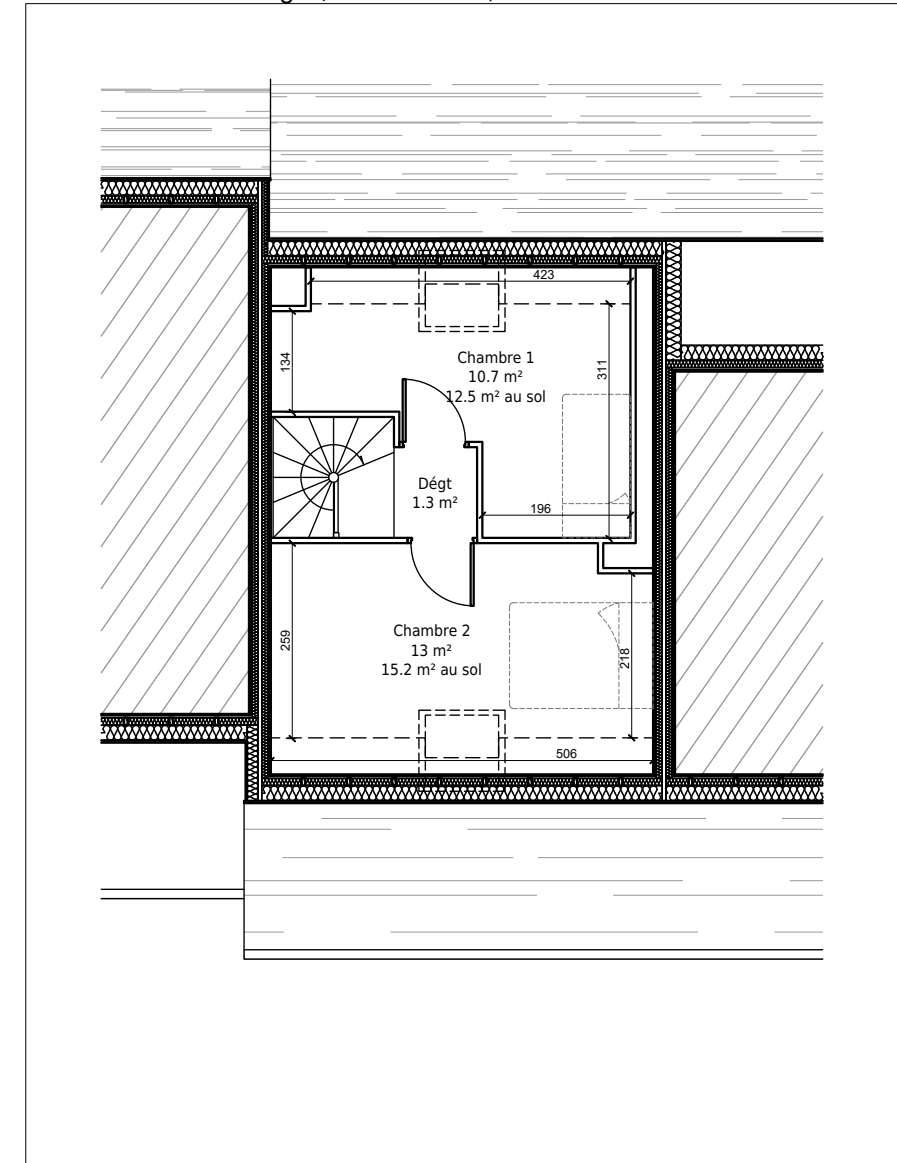 423
134
311
Chambre 1
10.7 m²
12.5 m² au sol
Dégt
1.3 m²
196
259
218
Chambre 2
13 m²
15.2 m² au sol
506